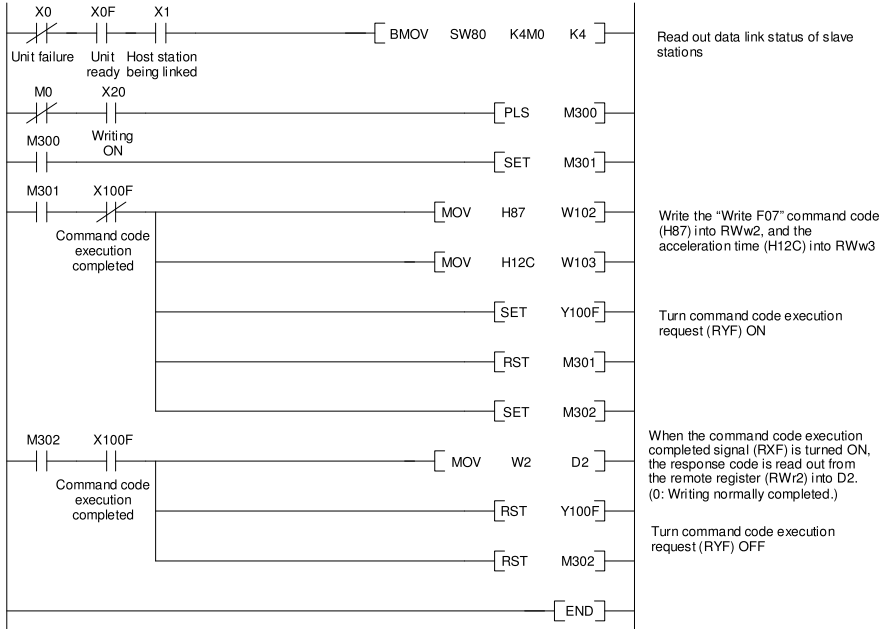 X0 X0F X1
BMOV SW80 K4M0 K4
Unit failure Unit ready Host station being linked
Read out data link status of slave
stations
M0 X20
PLS M300
Writing
ON
M300
SET M301
M301 X100F
MOV H87 W102
Command code
execution
completed
Write the “Write F07” command code
(H87) into RWw2, and the
acceleration time (H12C) into RWw3
MOV H12C W103
SET Y100F
Turn command code execution
request (RYF) ON
RST M301
SET M302
M302 X100F
MOV W2 D2
Command code
execution
completed
When the command code execution
completed signal (RXF) is turned ON,
the response code is read out from
the remote register (RWr2) into D2.
(0: Writing normally completed.)
RST Y100F
Turn command code execution
request (RYF) OFF
RST M302
END